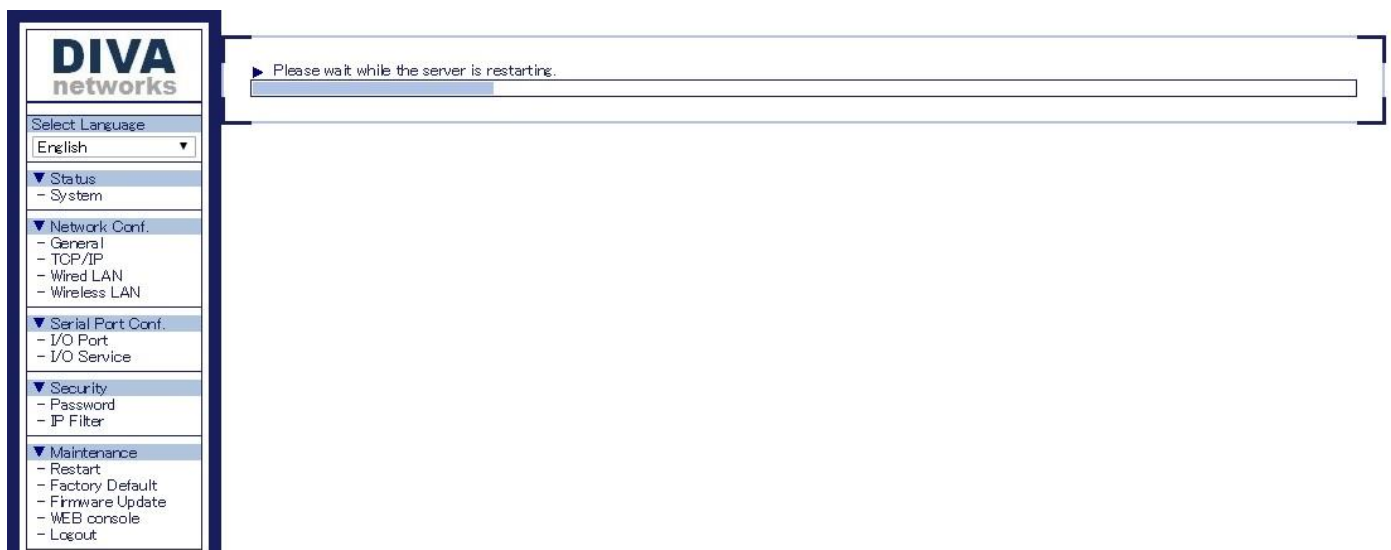 DIVA
networks
Select Language
English
▼ Status
- System
▼ Network Conf.
- General
- TCP/IP
- Wired LAN
- Wireless LAN
▼ Serial Port Conf.
- I/O Port
- I/O Service
▼ Security
- Password
- IP Filter
▼ Maintenance
- Restart
- Factory Default
- Firmware Update
- WEB console
- Logout
► Please wait while the server is restarting.